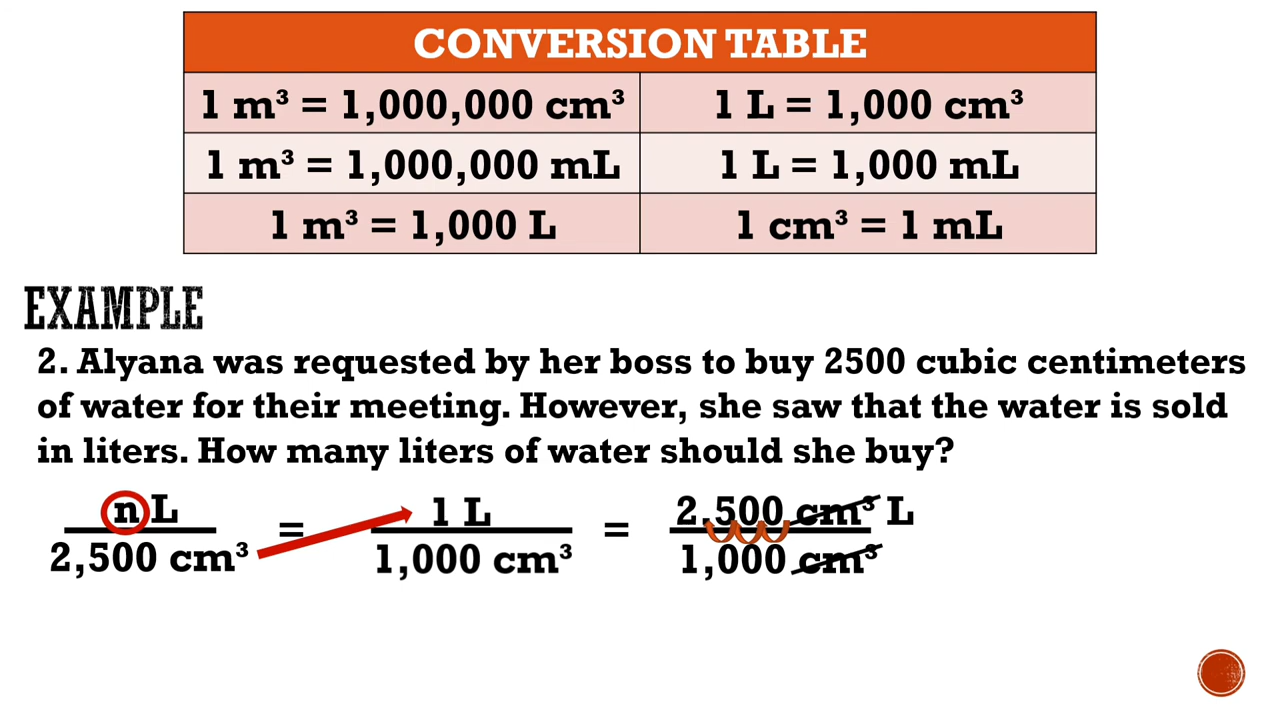 CONVERSION TABLE
1 m³ = 1,000,000 cm³ 1 L = 1,000 cm³
1 m³ = 1,000,000 mL 1 L = 1,000 mL
1 m³ = 1,000 L 1 cm³ = 1 mL
EXAMPLE
2. Alyana was requested by her boss to buy 2500 cubic centimeters
of water for their meeting. However, she saw that the water is sold
in liters. How many liters of water should she buy?
n L 1 L 2,500 cm³ L
= =
2,500 cm³ 1,000 cm³ 1,000 cm³